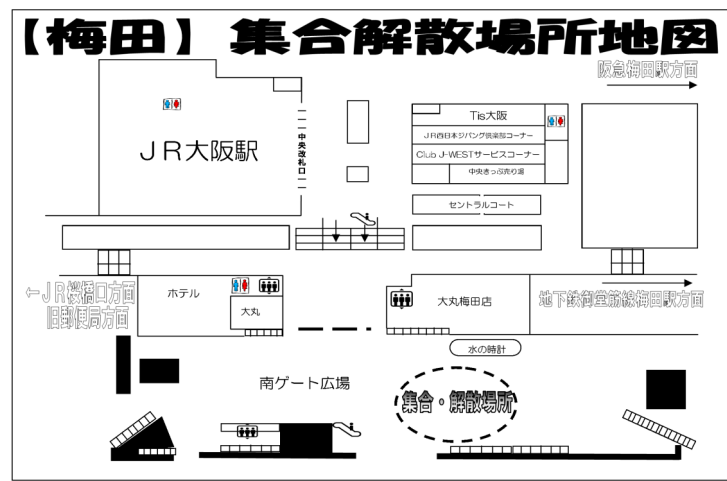 【梅田】 集合解散場所地図
阪急梅田駅方面
JR大阪駅
中央改札口
Tis大阪
JR西日本ジパング倶楽部コーナー
Club J-WESTサービスコーナー
中央きっぷ売り場
セントラルコート
←JR桜橋口方面
旧郵便局方面
ホテル
大丸
大丸梅田店
地下鉄御堂筋線梅田駅方面
水の時計
南ゲート広場
集合・解散場所